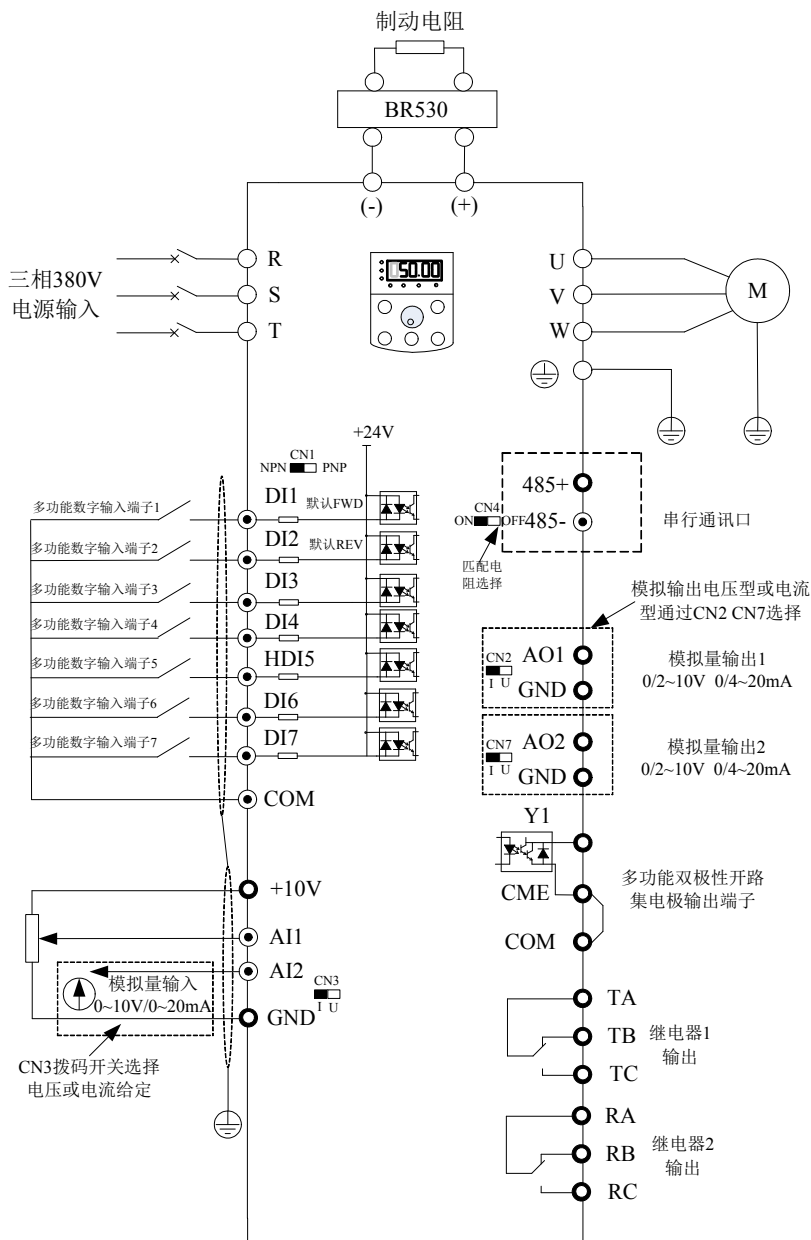 制动电阻
BR530
(-) (+)
三相380V
电源输入
R
S
T
50.00
U
V
W
M
+24V
CN1
NPN PNP
多功能数字输入端子1
DI1
默认FWD
多功能数字输入端子2
DI2
默认REV
多功能数字输入端子3
DI3
多功能数字输入端子4
DI4
多功能数字输入端子5
HDI5
多功能数字输入端子6
DI6
多功能数字输入端子7
DI7
COM
+10V
AI1
AI2
模拟量输入
0~10V/0~20mA
CN3
I U
GND
CN3拨码开关选择
电压或电流给定
485+
CN4
ON OFF
485-
串行通讯口
匹配电
阻选择
模拟输出电压型或电流
型通过CN2 CN7选择
CN2
I U
AO1
GND
模拟量输出1
0/2~10V 0/4~20mA
CN7
I U
AO2
GND
模拟量输出2
0/2~10V 0/4~20mA
Y1
CME
COM
多功能双极性开路
集电极输出端子
TA
TB
TC
继电器1
输出
RA
RB
RC
继电器2
输出